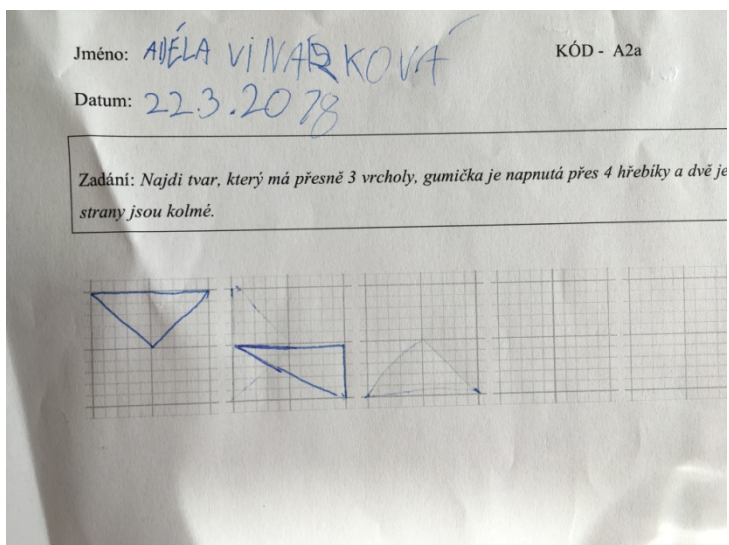 Jméno: ADÉLA VINARKOVÁ KÓD - A2a
Datum: 22.3.2018
Zadání: Najdi tvar, který má přesně 3 vrcholy, gumička je napnutá přes 4 hřebíky a dvě je
strany jsou kolmé.